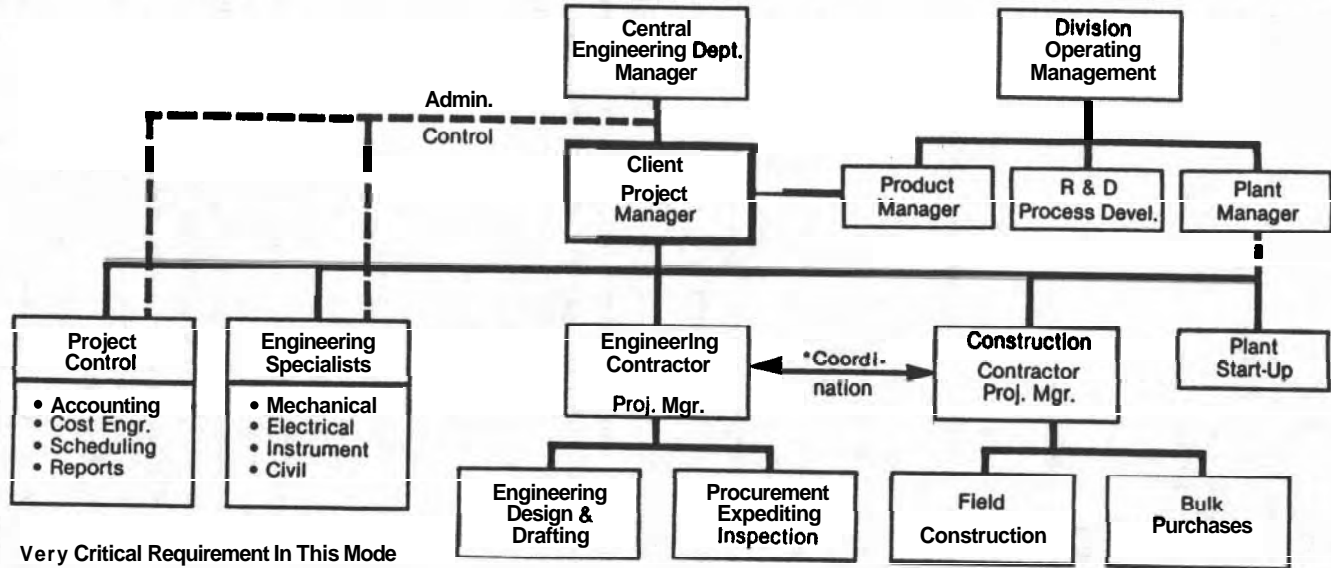 Central
Engineering Dept.
Manager
Division
Operating
Management
Admin.
Control
Client
Project
Manager
Product
Manager
R & D
Process Devel.
Plant
Manager
Project
Control
• Accounting
• Cost Engr.
• Scheduling
• Reports
Engineering
Specialists
• Mechanical
• Electrical
• Instrument
• Civil
Engineering
Contractor
Proj. Mgr.
*Coordi-
nation
Construction
Contractor
Proj. Mgr.
Plant
Start-Up
Engineering
Design &
Drafting
Procurement
Expediting
Inspection
Field
Construction
Bulk
Purchases
Very Critical Requirement In This Mode